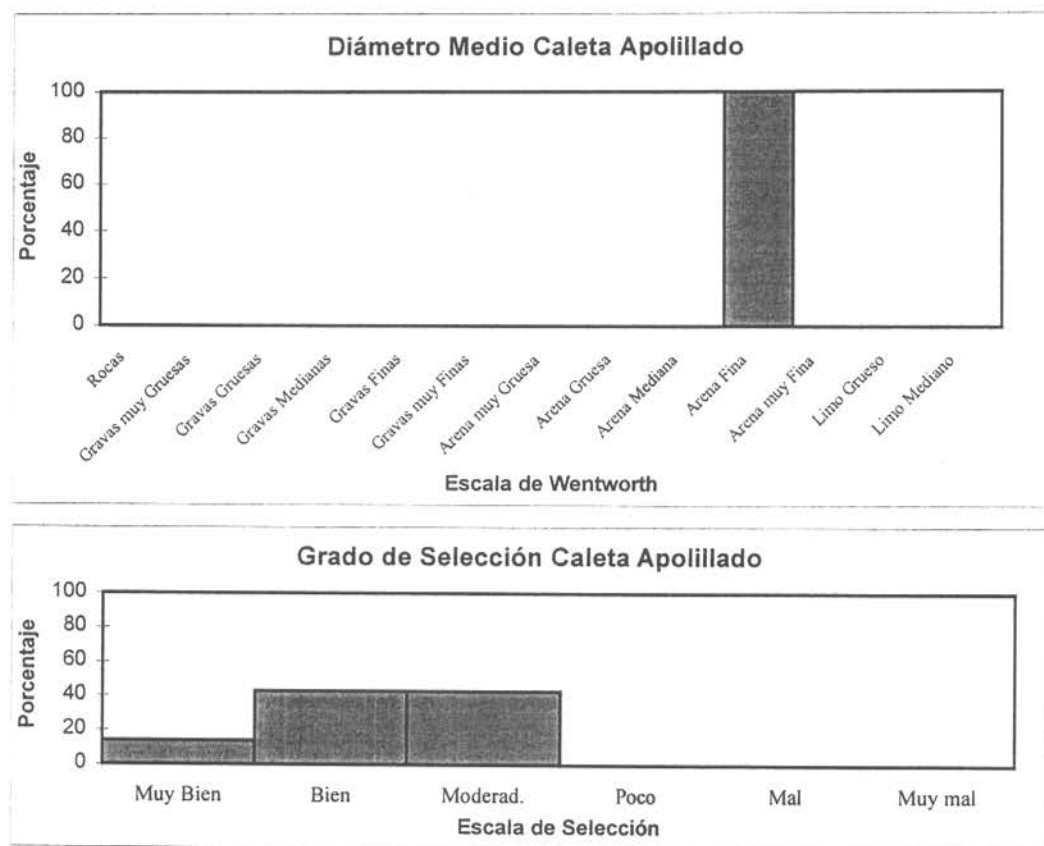 Diámetro Medio Caleta Apolillado
Porcentaje
100
80
60
40
20
0
Rocas
Gravas muy Gruesas
Gravas Gruesas
Gravas Medianas
Gravas Finas
Gravas muy Finas
Arena muy Gruesa
Arena Gruesa
Arena Mediana
Arena Fina
Arena muy Fina
Limo Grueso
Limo Mediano
Escala de Wentworth
Grado de Selección Caleta Apolillado
Porcentaje
100
80
60
40
20
0
Muy Bien Bien Moderad. Poco Mal Muy mal
Escala de Selección